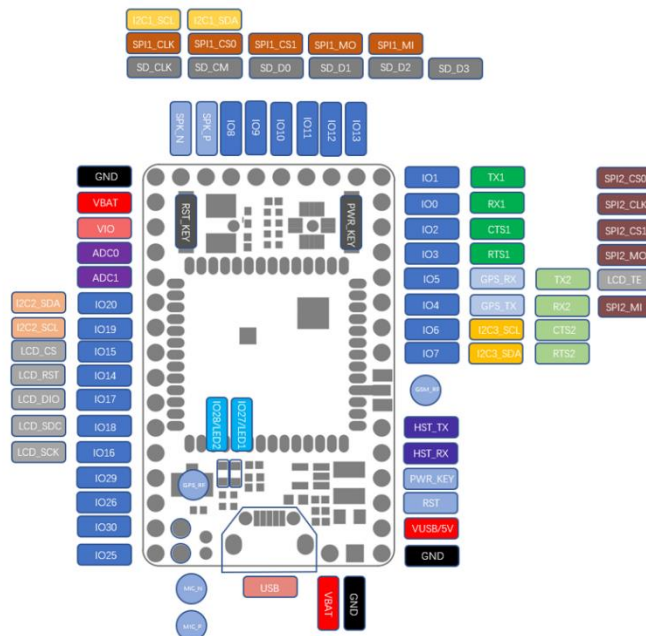 I2C1_SCL I2C1_SDA
SPI1_CLK SPI1_CS0 SPI1_CS1 SPI1_MO SPI1_MI
SD_CLK SD_CM SD_D0 SD_D1 SD_D2 SD_D3
SPK_N SPK_P IO8 IO9 IO10 IO11 IO12 IO13
GND IO1 TX1 SPI2_CS0
VBAT RST_KEY PWR_KEY IO0 RX1 SPI2_CLK
VIO IO2 CTS1 SPI2_CS1
ADC0 IO3 RTS1 SPI2_MO
ADC1 IO5 GPS_RX TX2 LCD_TE
I2C2_SDA IO20 IO4 GPS_TX RX2 SPI2_MI
I2C2_SCL IO19 IO6 I2C3_SCL CTS2
LCD_CS IO15 IO7 I2C3_SDA RTS2
LCD_RST IO14 GSM_RF
LCD_DIO IO17
LCD_SDC IO18 IO28/LED2 IO27/LED1 HST_TX
LCD_SCK IO16 HST_RX
IO29 GPS_RF PWR_KEY
IO26 RST
IO30 VUSB/5V
IO25 GND
MIC_N USB VBAT GND
MIC_P